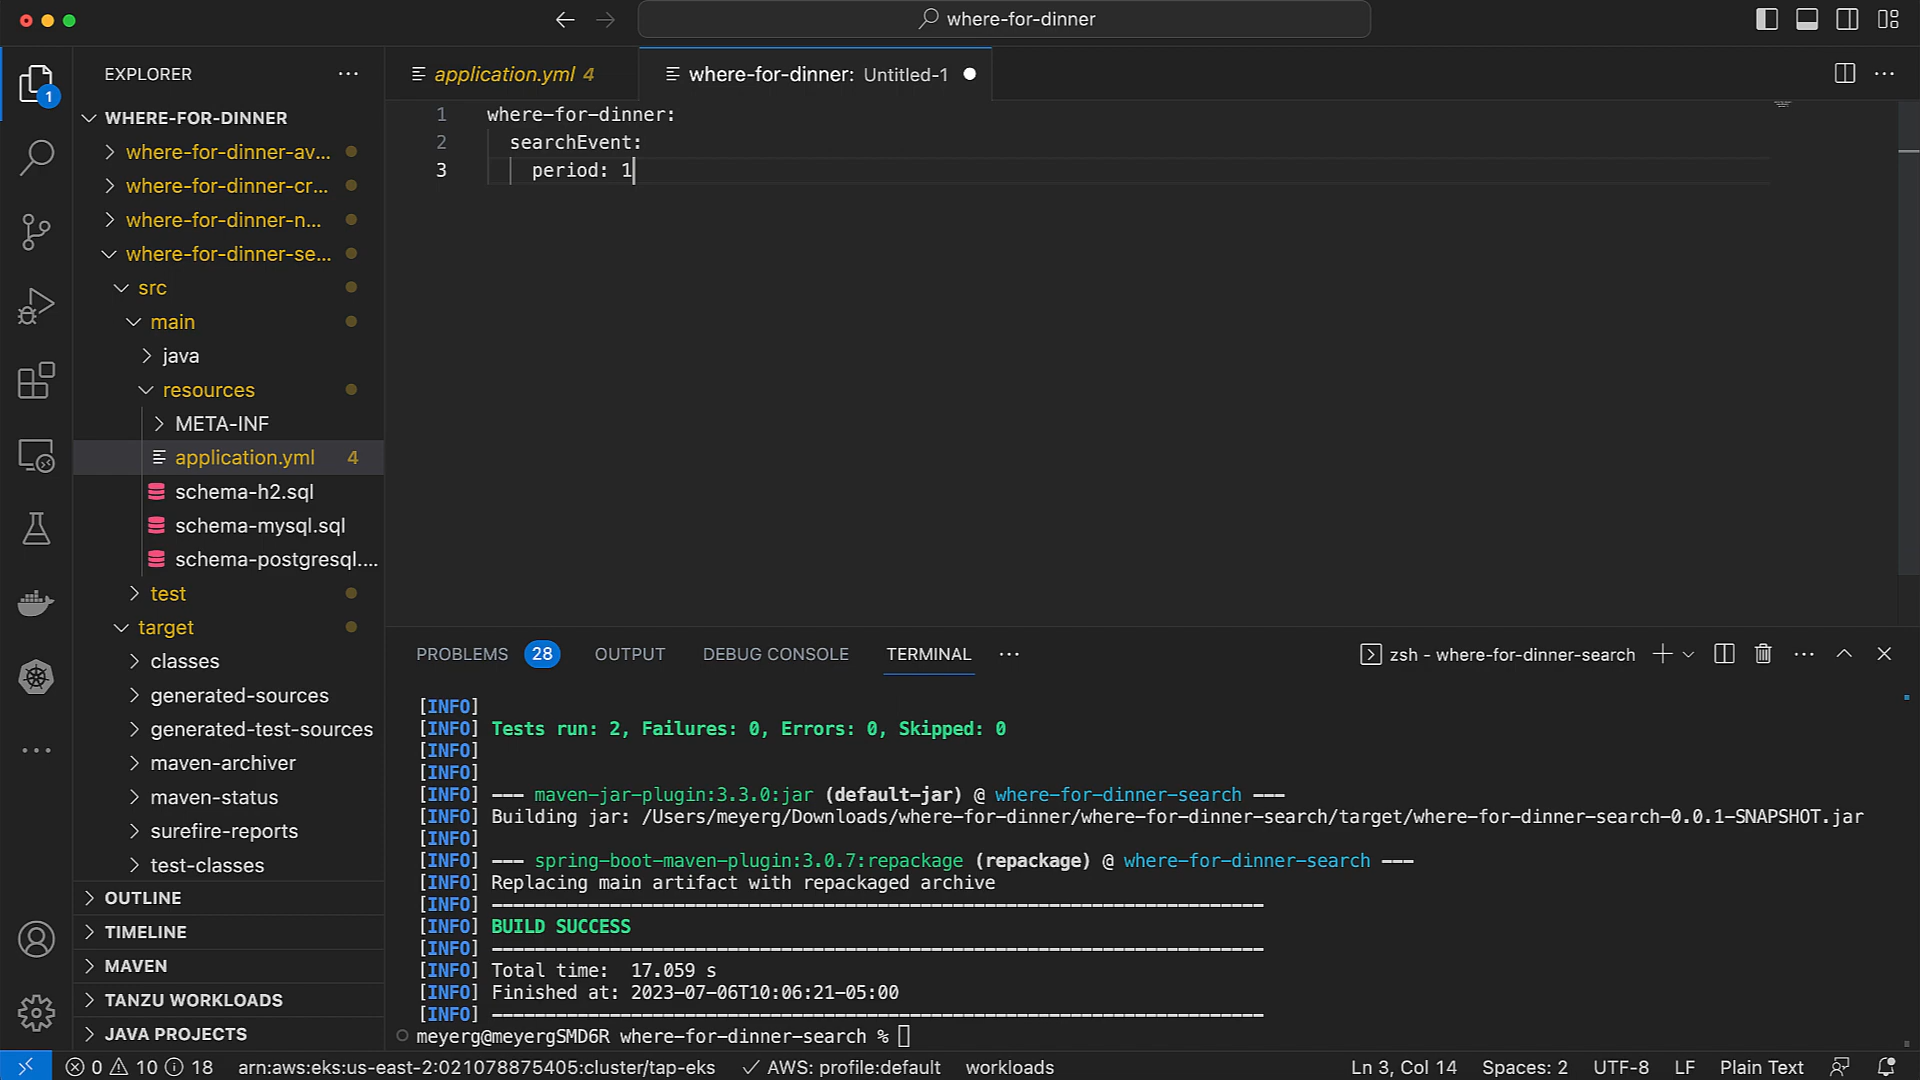 where-for-dinner
EXPLORER
WHERE-FOR-DINNER
where-for-dinner-av...
where-for-dinner-cr...
where-for-dinner-n...
where-for-dinner-se...
src
main
java
resources
META-INF
application.yml 4
schema-h2.sql
schema-mysql.sql
schema-postgresql....
test
target
classes
generated-sources
generated-test-sources
maven-archiver
maven-status
surefire-reports
test-classes
OUTLINE
TIMELINE
MAVEN
TANZU WORKLOADS
JAVA PROJECTS
1
application.yml 4
where-for-dinner: Untitled-1
1 where-for-dinner:
2 searchEvent:
3 period: 1
PROBLEMS 28 OUTPUT DEBUG CONSOLE TERMINAL
zsh - where-for-dinner-search
[INFO]
[INFO] Tests run: 2, Failures: 0, Errors: 0, Skipped: 0
[INFO]
[INFO]
[INFO] --- maven-jar-plugin:3.3.0:jar (default-jar) @ where-for-dinner-search ---
[INFO] Building jar: /Users/meyerg/Downloads/where-for-dinner/where-for-dinner-search/target/where-for-dinner-search-0.0.1-SNAPSHOT.jar
[INFO]
[INFO] --- spring-boot-maven-plugin:3.0.7:repackage (repackage) @ where-for-dinner-search ---
[INFO] Replacing main artifact with repackaged archive
[INFO] ------------------------------------------------------------------------
[INFO] BUILD SUCCESS
[INFO] ------------------------------------------------------------------------
[INFO] Total time:  17.059 s
[INFO] Finished at: 2023-07-06T10:06:21-05:00
[INFO] ------------------------------------------------------------------------
meyerg@meyergSMD6R where-for-dinner-search %
0 10 18 arn:aws:eks:us-east-2:021078875405:cluster/tap-eks AWS: profile:default workloads Ln 3, Col 14 Spaces: 2 UTF-8 LF Plain Text